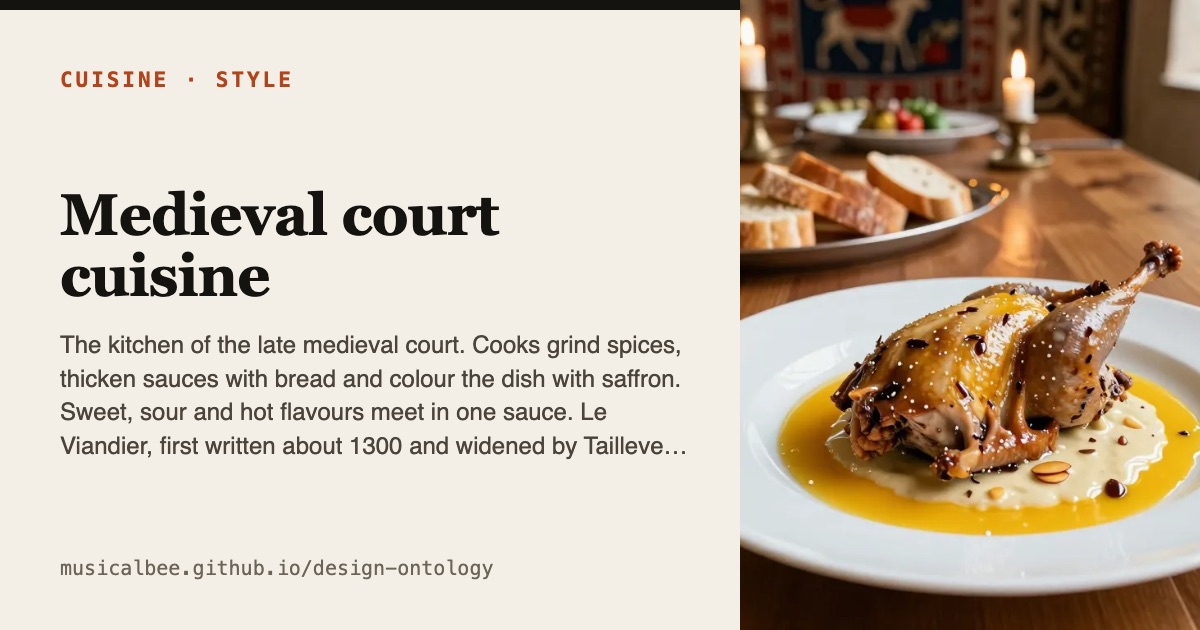 CUISINE · STYLE
Medieval court
cuisine
The kitchen of the late medieval court. Cooks grind spices,
thicken sauces with bread and colour the dish with saffron.
Sweet, sour and hot flavours meet in one sauce. Le
Viandier, first written about 1300 and widened by Tailleve…
musicalbee.github.io/design-ontology